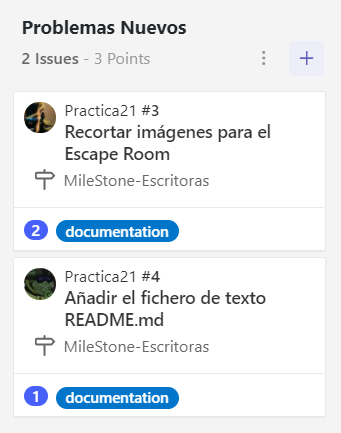 Problemas Nuevos
2 Issues - 3 Points
Practica21 #3
Recortar imágenes para el
Escape Room
MileStone-Escritoras
2 documentation
Practica21 #4
Añadir el fichero de texto
README.md
MileStone-Escritoras
1 documentation